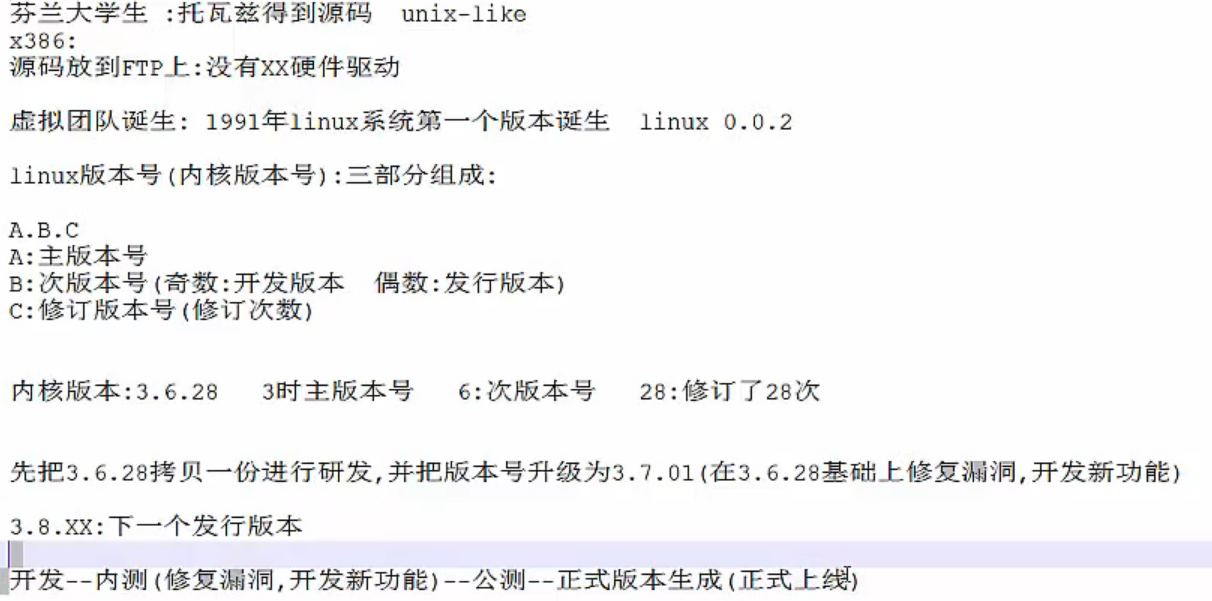 芬兰大学生 :托瓦兹得到源码  unix-like
x386:
源码放到FTP上:没有XX硬件驱动
虚拟团队诞生: 1991年linux系统第一个版本诞生  linux 0.0.2
linux版本号(内核版本号):三部分组成:
A.B.C
A:主版本号
B:次版本号(奇数:开发版本  偶数:发行版本)
C:修订版本号(修订次数)
内核版本:3.6.28   3时主版本号   6:次版本号   28:修订了28次
先把3.6.28拷贝一份进行研发,并把版本号升级为3.7.01(在3.6.28基础上修复漏洞,开发新功能)
3.8.XX:下一个发行版本
开发--内测(修复漏洞,开发新功能)--公测--正式版本生成(正式上线)